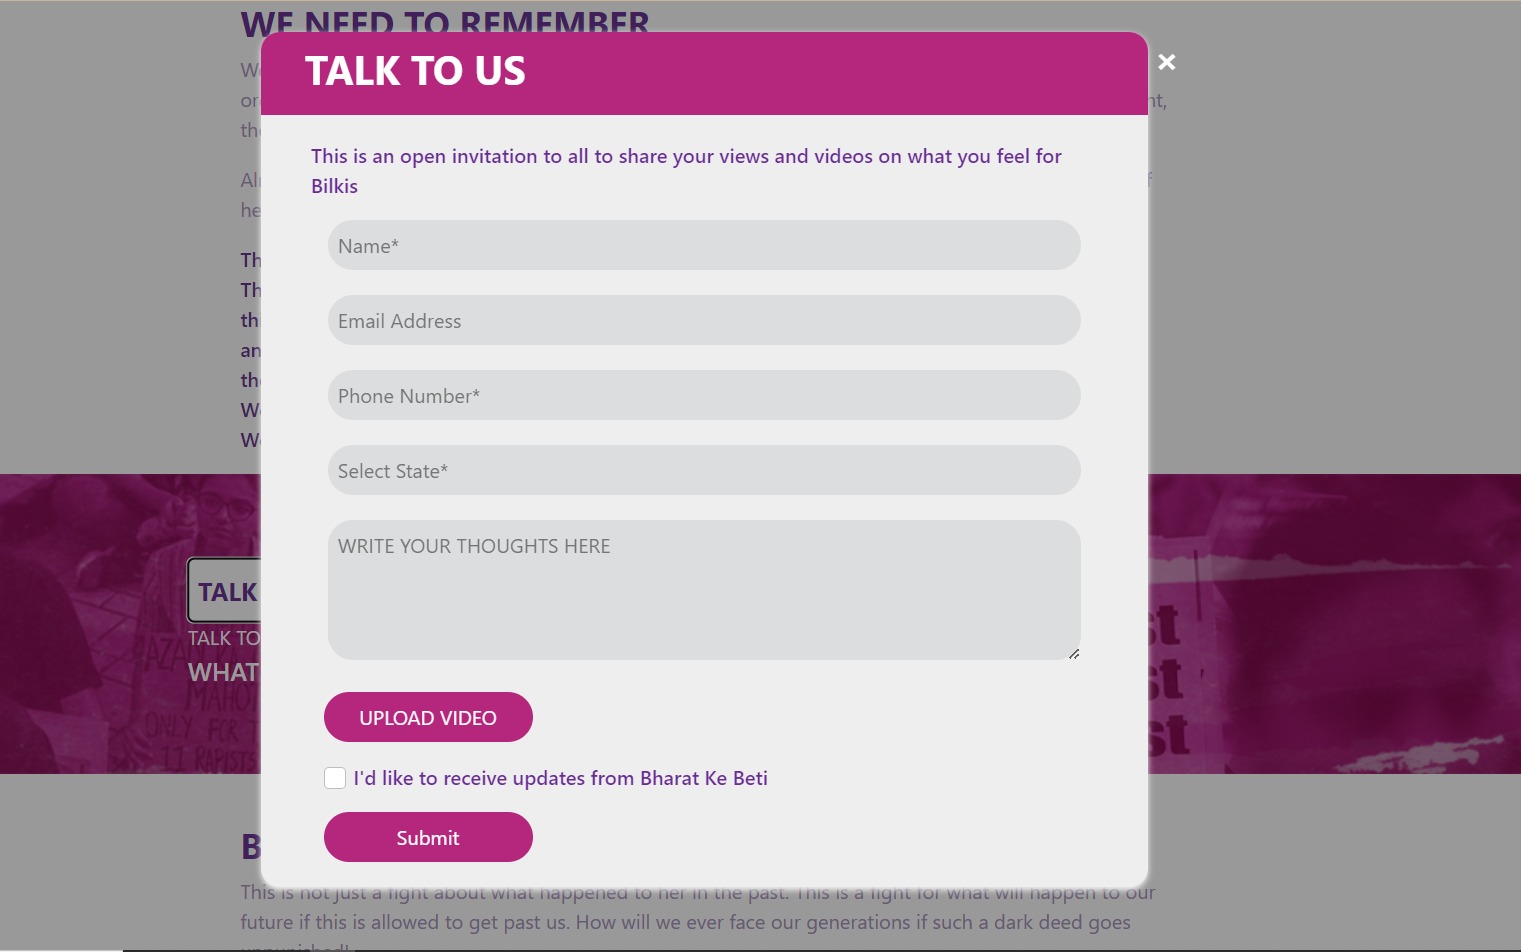 WE NEED TO REMEMBER
TALK TO US
This is an open invitation to all to share your views and videos on what you feel for
Bilkis
Name*
Email Address
Phone Number*
Select State*
WRITE YOUR THOUGHTS HERE
TALK
TALK TO
WHAT
ONLY FOR
11 RAPISTS
UPLOAD VIDEO
I'd like to receive updates from Bharat Ke Beti
Submit
This is not just a fight about what happened to her in the past. This is a fight for what will happen to our
future if this is allowed to get past us. How will we ever face our generations if such a dark deed goes
unpunished!